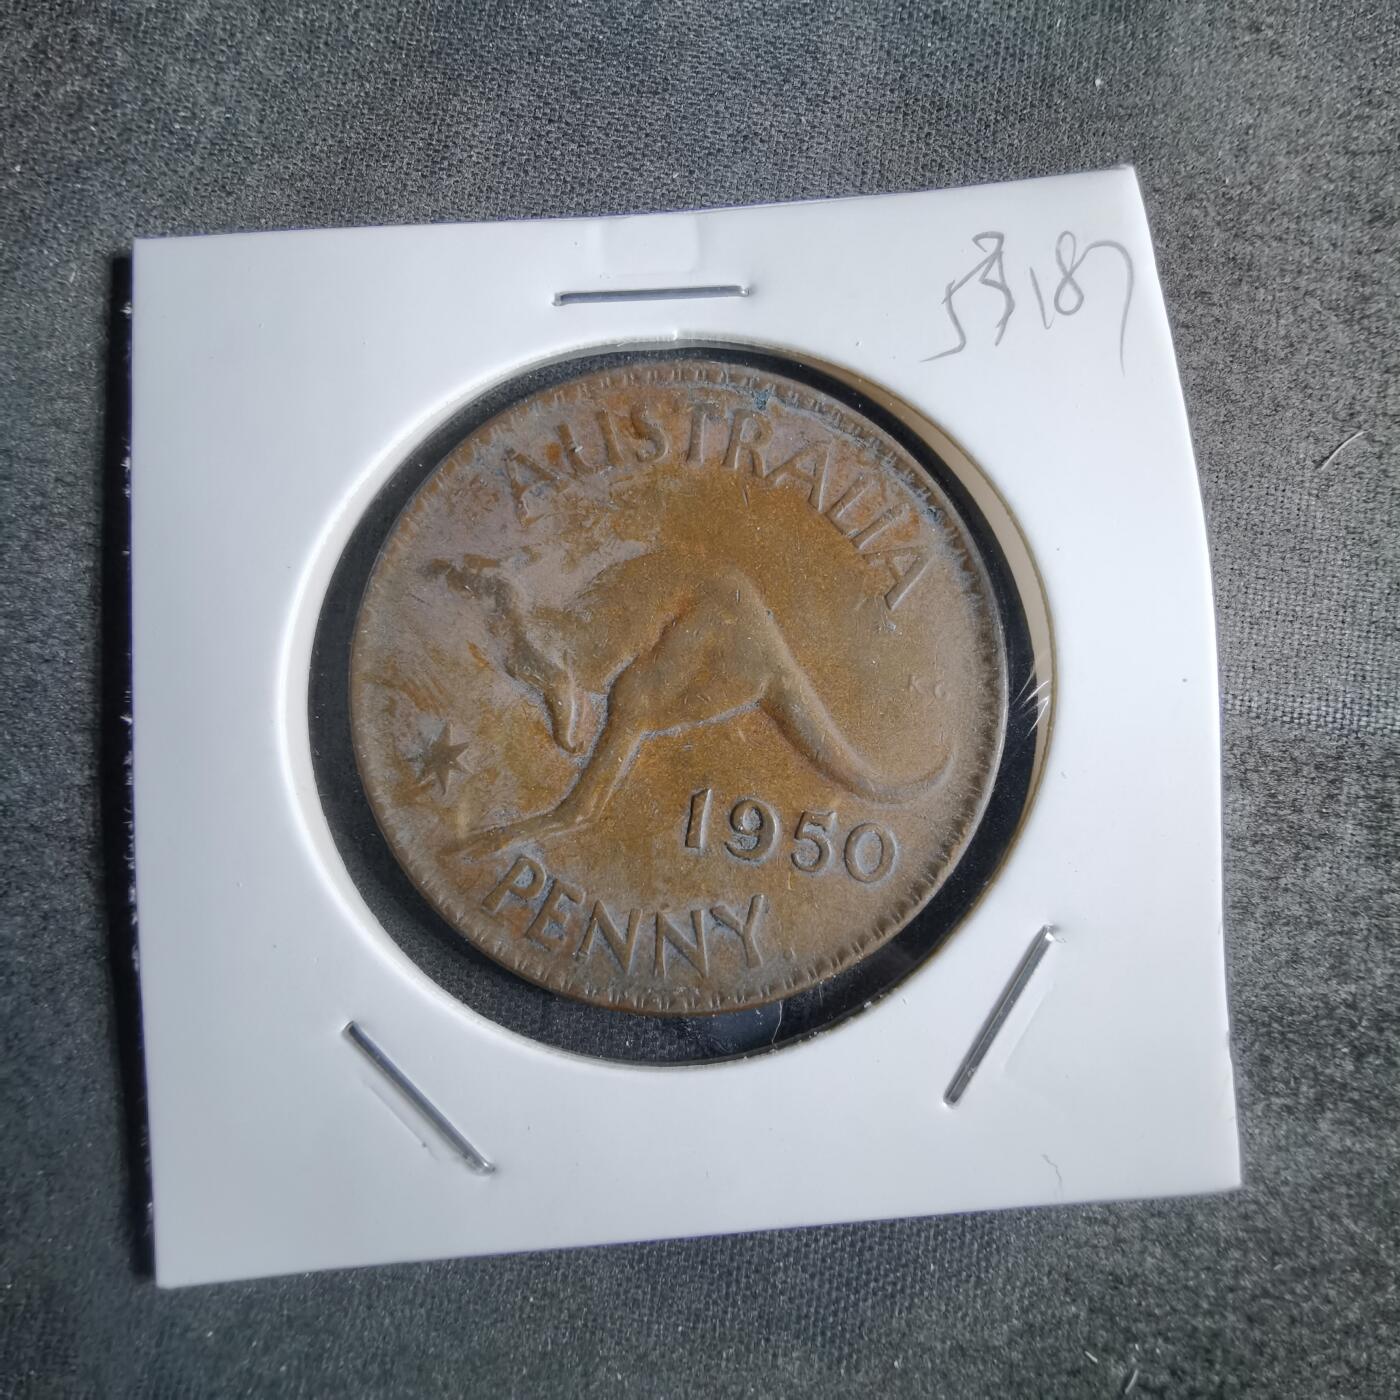 AUSTRALIA
K G
1950
PENNY.